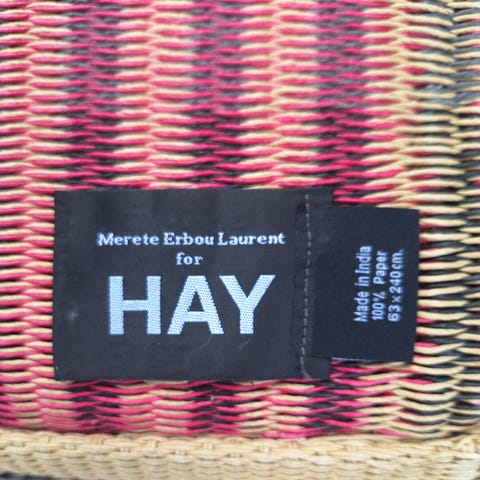 Merete Erbou Laurent
for
HAY
Made in India
100% Paper
63 x 240 cm.